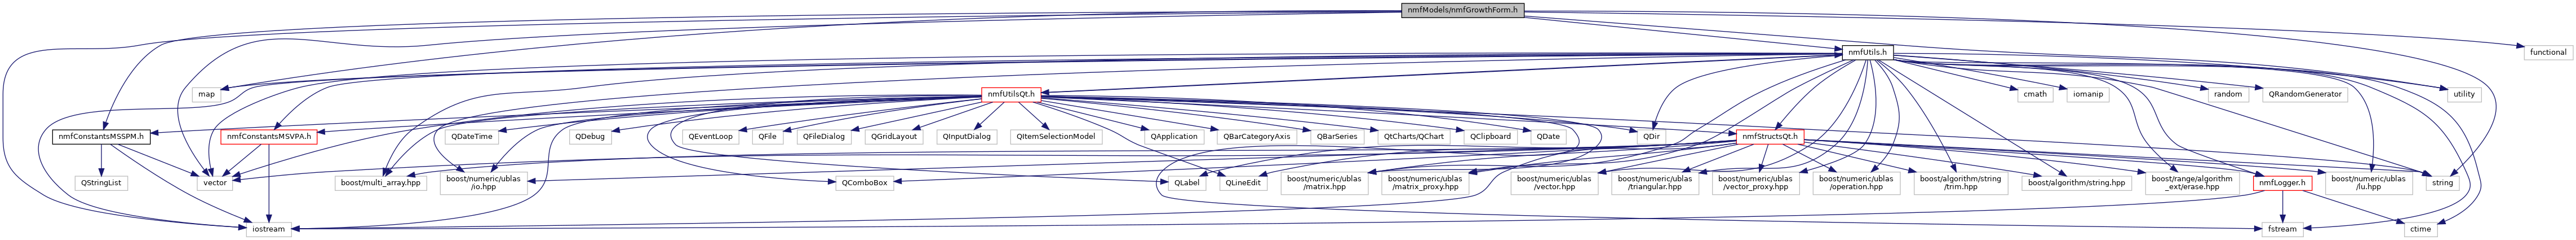 nmfModels/nmfGrowthForm.h
nmfUtils.h
functional
map
nmfUtilsQt.h
cmath
iomanip
random
QRandomGenerator
utility
nmfConstantsMSSPM.h
nmfConstantsMSVPA.h
QDateTime
QDebug
QEventLoop
QFile
QFileDialog
QGridLayout
QInputDialog
QItemSelectionModel
QApplication
QBarCategoryAxis
QBarSeries
QtCharts/QChart
QClipboard
QDate
QDir
nmfStructsQt.h
QStringList
vector
boost/multi_array.hpp
boost/numeric/ublas
/io.hpp
QComboBox
QLabel
QLineEdit
boost/numeric/ublas
/matrix.hpp
boost/numeric/ublas
/matrix_proxy.hpp
boost/numeric/ublas
/vector.hpp
boost/numeric/ublas
/triangular.hpp
boost/numeric/ublas
/vector_proxy.hpp
boost/numeric/ublas
/operation.hpp
boost/algorithm/string
/trim.hpp
boost/algorithm/string.hpp
boost/range/algorithm
_ext/erase.hpp
nmfLogger.h
boost/numeric/ublas
/lu.hpp
string
iostream
fstream
ctime